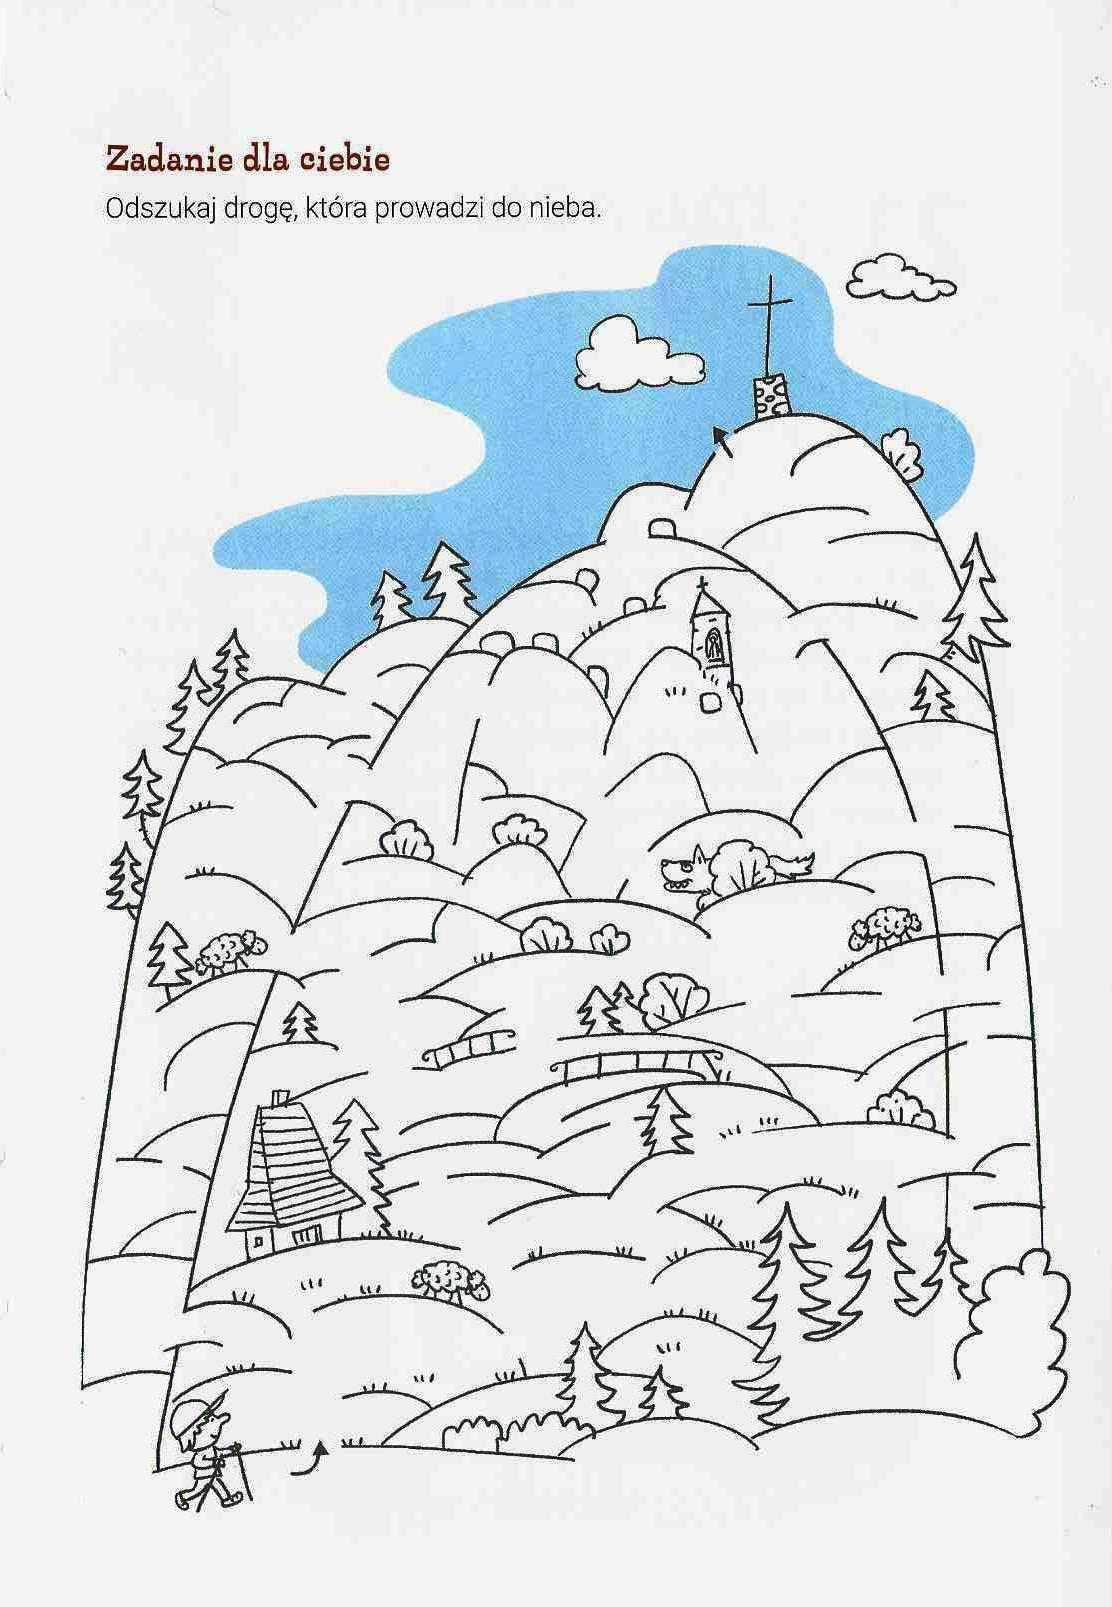 Zadanie dla ciebie
Odszukaj drogę, która prowadzi do nieba.